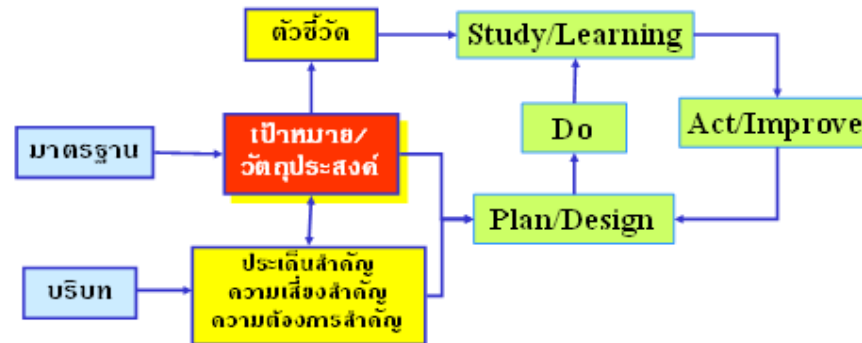 ตัวชี้วัด
Study/Learning
มาตรฐาน
เป้าหมาย/
วัตถุประสงค์
Do
Act/Improve
Plan/Design
บริบท
ประเด็นสำคัญ
ความเสี่ยงสำคัญ
ความต้องการสำคัญ